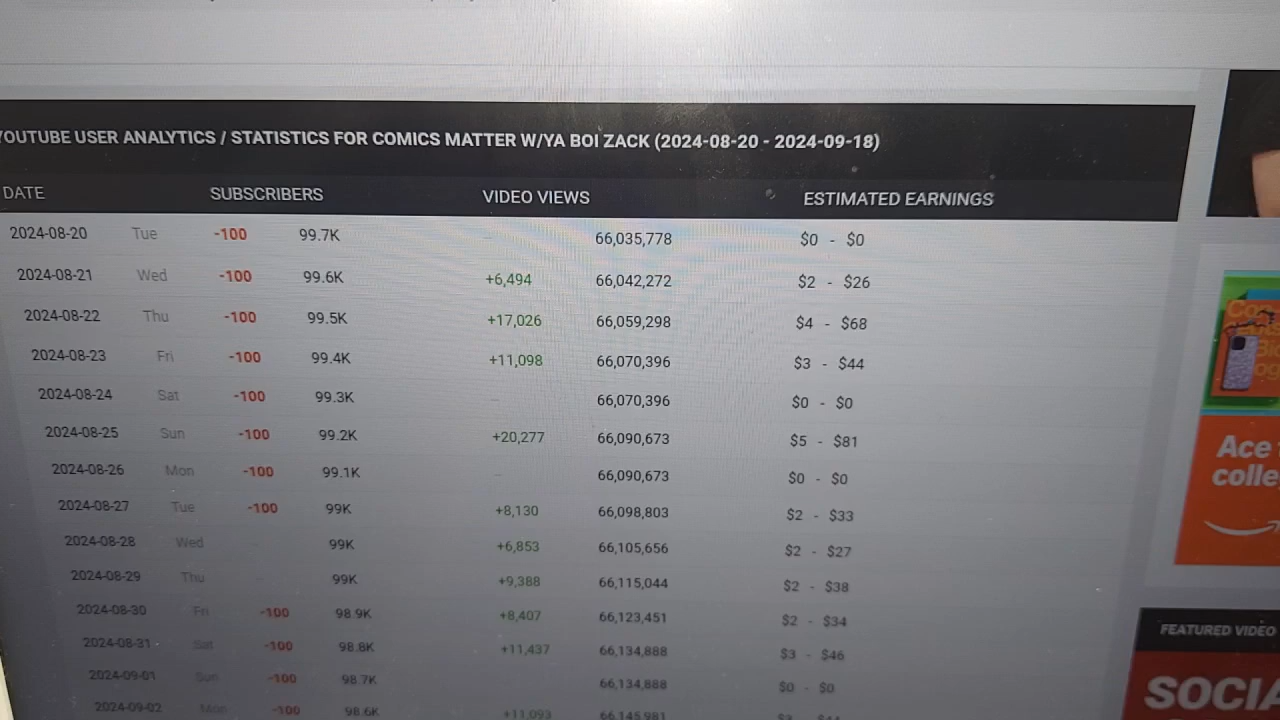 YOUTUBE USER ANALYTICS / STATISTICS FOR COMICS MATTER W/YA BOI ZACK (2024-08-20 - 2024-09-18)
DATE SUBSCRIBERS VIDEO VIEWS ESTIMATED EARNINGS
2024-08-20 Tue -100 99.7K -- 66,035,778 $0 - $0
2024-08-21 Wed -100 99.6K +6,494 66,042,272 $2 - $26
2024-08-22 Thu -100 99.5K +17,026 66,059,298 $4 - $68
2024-08-23 Fri -100 99.4K +11,098 66,070,396 $3 - $44
2024-08-24 Sat -100 99.3K -- 66,070,396 $0 - $0
2024-08-25 Sun -100 99.2K +20,277 66,090,673 $5 - $81
2024-08-26 Mon -100 99.1K -- 66,090,673 $0 - $0
2024-08-27 Tue -100 99K +8,130 66,098,803 $2 - $33
2024-08-28 Wed -- 99K +6,853 66,105,656 $2 - $27
2024-08-29 Thu -- 99K +9,388 66,115,044 $2 - $38
2024-08-30 Fri -100 98.9K +8,407 66,123,451 $2 - $34
2024-08-31 Sat -100 98.8K +11,437 66,134,888 $3 - $46
2024-09-01 Sun -100 98.7K 66,134,888 $0 - $0
2024-09-02 Mon -100 98.6K +11,093 66,145,981
Ace
colle
FEATURED VIDEO
SOCIA